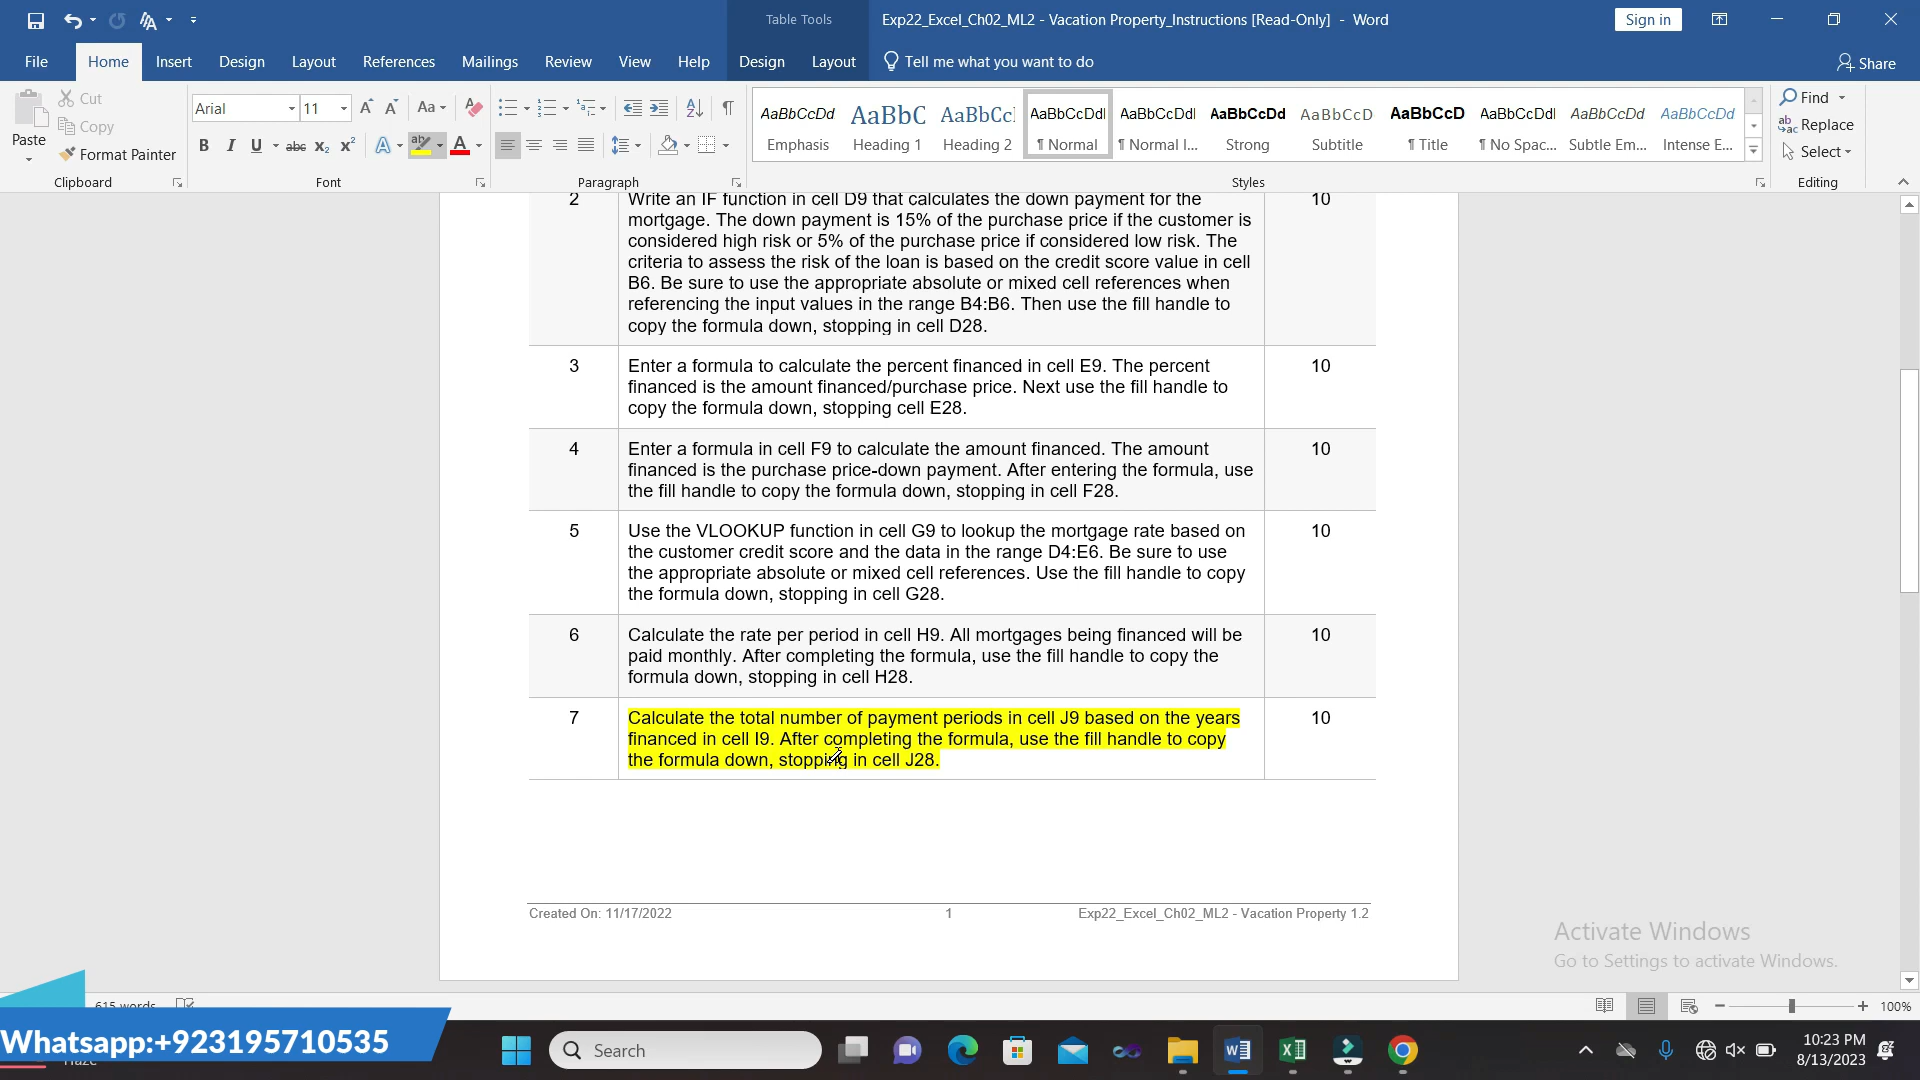 Table Tools
Exp22_Excel_Ch02_ML2 - Vacation Property_Instructions [Read-Only] - Word
Sign in
File Home Insert Design Layout References Mailings Review View Help Design Layout Tell me what you want to do Share
Paste
Cut
Copy
Format Painter
Clipboard
Arial 11
Font
Paragraph
AaBbCcDd AaBbC AaBbCc AaBbCcDd AaBbCcDd AaBbCcDd AaBbCcD AaBbCcD AaBbCcDd AaBbCcDd AaBbCcDd
Emphasis Heading 1 Heading 2 ¶ Normal ¶ Normal I... Strong Subtitle ¶ Title ¶ No Spac... Subtle Em... Intense E...
Styles
Find
Replace
Select
Editing
2 Write an IF function in cell D9 that calculates the down payment for the 10
mortgage. The down payment is 15% of the purchase price if the customer is
considered high risk or 5% of the purchase price if considered low risk. The
criteria to assess the risk of the loan is based on the credit score value in cell
B6. Be sure to use the appropriate absolute or mixed cell references when
referencing the input values in the range B4:B6. Then use the fill handle to
copy the formula down, stopping in cell D28.
3 Enter a formula to calculate the percent financed in cell E9. The percent 10
financed is the amount financed/purchase price. Next use the fill handle to
copy the formula down, stopping cell E28.
4 Enter a formula in cell F9 to calculate the amount financed. The amount 10
financed is the purchase price-down payment. After entering the formula, use
the fill handle to copy the formula down, stopping in cell F28.
5 Use the VLOOKUP function in cell G9 to lookup the mortgage rate based on 10
the customer credit score and the data in the range D4:E6. Be sure to use
the appropriate absolute or mixed cell references. Use the fill handle to copy
the formula down, stopping in cell G28.
6 Calculate the rate per period in cell H9. All mortgages being financed will be 10
paid monthly. After completing the formula, use the fill handle to copy the
formula down, stopping in cell H28.
7 Calculate the total number of payment periods in cell J9 based on the years 10
financed in cell I9. After completing the formula, use the fill handle to copy
the formula down, stopping in cell J28.
Created On: 11/17/2022 1 Exp22_Excel_Ch02_ML2 - Vacation Property 1.2
Activate Windows
Go to Settings to activate Windows.
615 words
100%
Whatsapp:+923195710535
Haze
Search
10:23 PM
8/13/2023